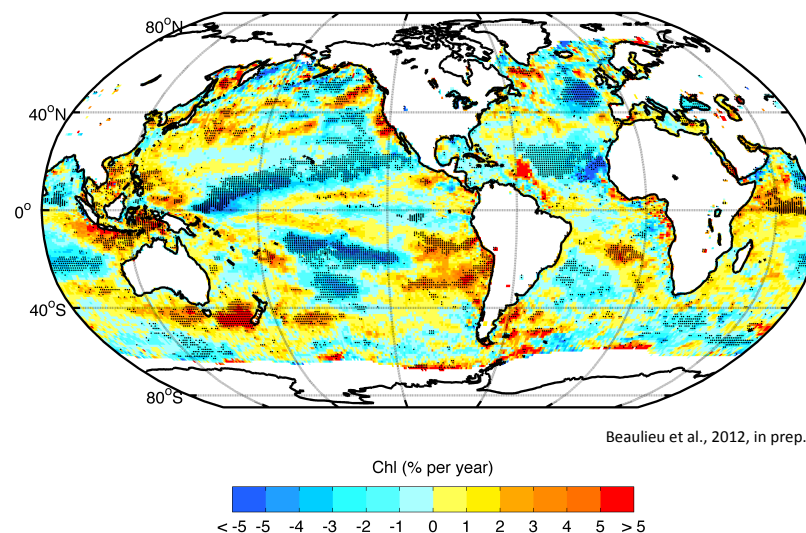 80°N
40°N
0°
40°S
80°S
Beaulieu et al., 2012, in prep.
Chl (% per year)
< -5 -5 -4 -3 -2 -1 0 1 2 3 4 5 > 5